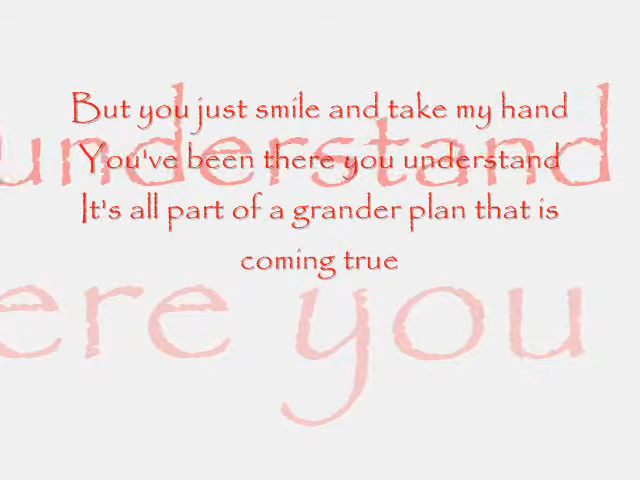 But you just smile and take my hand
You've been there you understand
It's all part of a grander plan that is
coming true
understand
ere you